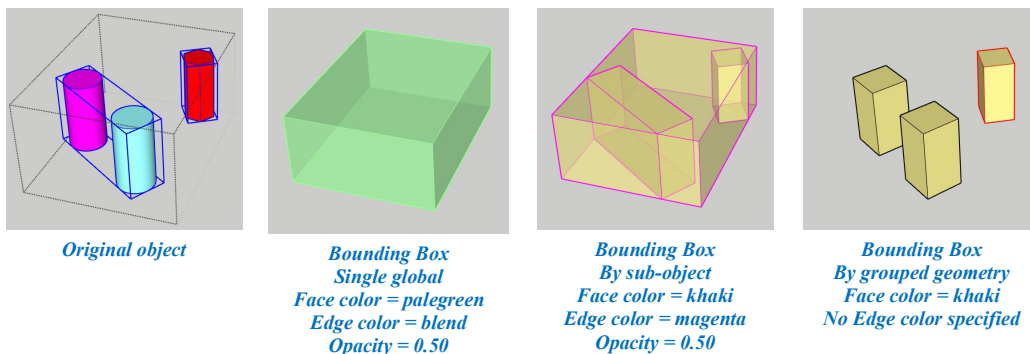 Original object
Bounding Box
Single global
Face color = palegreen
Edge color = blend
Opacity = 0.50
Bounding Box
By sub-object
Face color = khaki
Edge color = magenta
Opacity = 0.50
Bounding Box
By grouped geometry
Face color = khaki
No Edge color specified